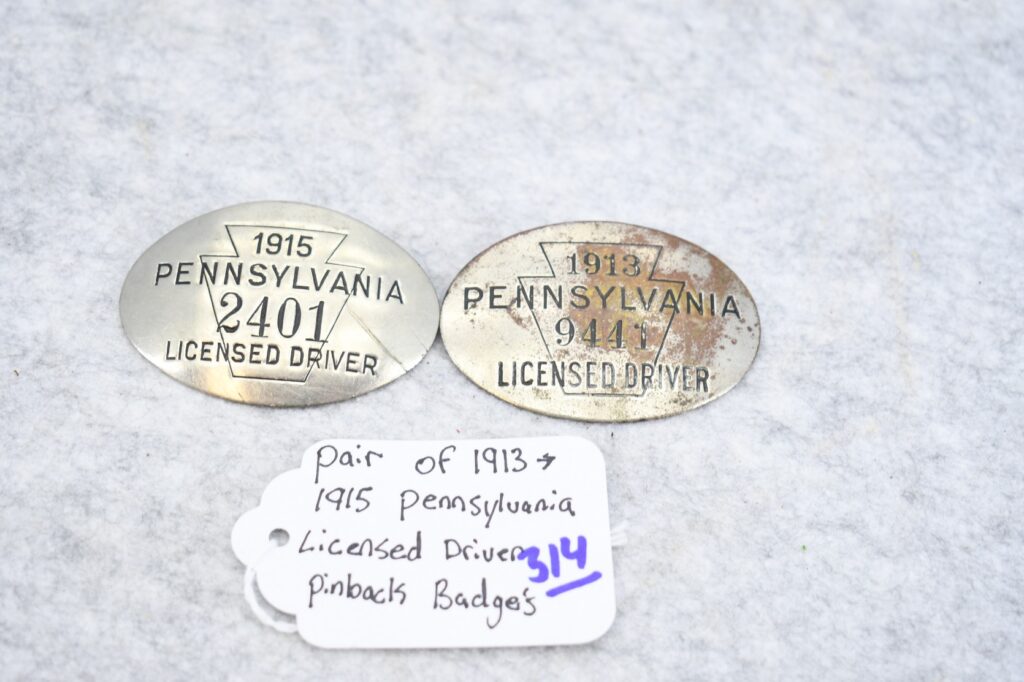 1915
PENNSYLVANIA
2401
LICENSED DRIVER
1913
PENNSYLVANIA
9441
LICENSED DRIVER
Pair of 1913 +
1915 Pennsylvania
Licensed Driver
Pinback Badge's
314